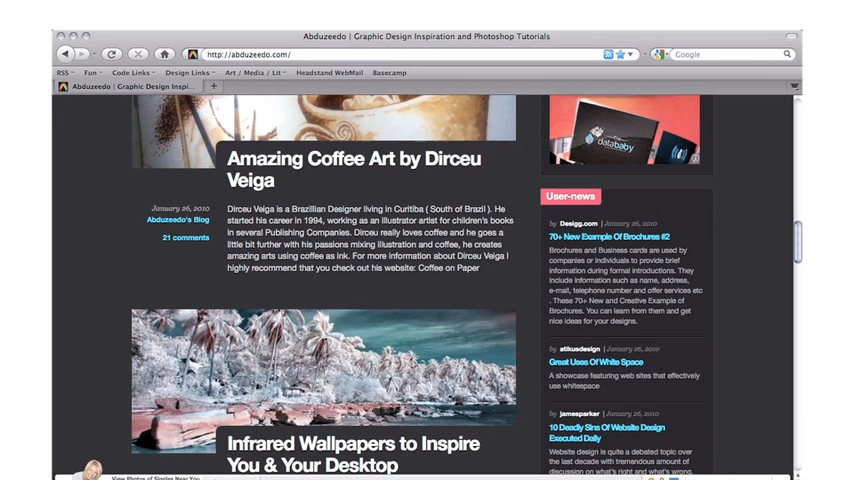 Abduzeedo | Graphic Design Inspiration and Photoshop Tutorials
http://abduzeedo.com/
Google
RSS Fun Code Links Design Links Art / Media / Lit Headstand WebMail Basecamp
Abduzeedo | Graphic Design Inspi...
Amazing Coffee Art by Dirceu
Veiga
January 26, 2010
Abduzeedo's Blog
21 comments
Dirceu Veiga is a Brazillian Designer living in Curitiba ( South of Brazil ). He
started his career in 1994, working as an illustrator artist for children's books
in several Publishing Companies. Dirceu really loves coffee and he goes a
little bit further with his passions mixing Illustration and coffee, he creates
amazing arts using coffee as ink. For more information about Dirceu Veiga I
highly recommend that you check out his website: Coffee on Paper
Infrared Wallpapers to Inspire
You & Your Desktop
View Photos of Singles Near You
The
datababy
User-news
by Desigg.com | January 26, 2010
70+ New Example Of Brochures #2
Brochures and Business cards are used by
companies or individuals to provide brief
information during formal introductions. They
include information such as name, address,
e-mail, telephone number and offer services etc
. These 70+ New and Creative Example of
Brochures. You can learn from them and get
nice ideas for your designs.
by atikusdesign | January 26, 2010
Great Uses Of White Space
A showcase featuring web sites that effectively
use whitespace
by jamesparker | January 26, 2010
10 Deadly Sins Of Website Design
Executed Daily
Website design is quite a debated topic over
the last decade with tremendous amount of
discussion on what's right and what's wrong.